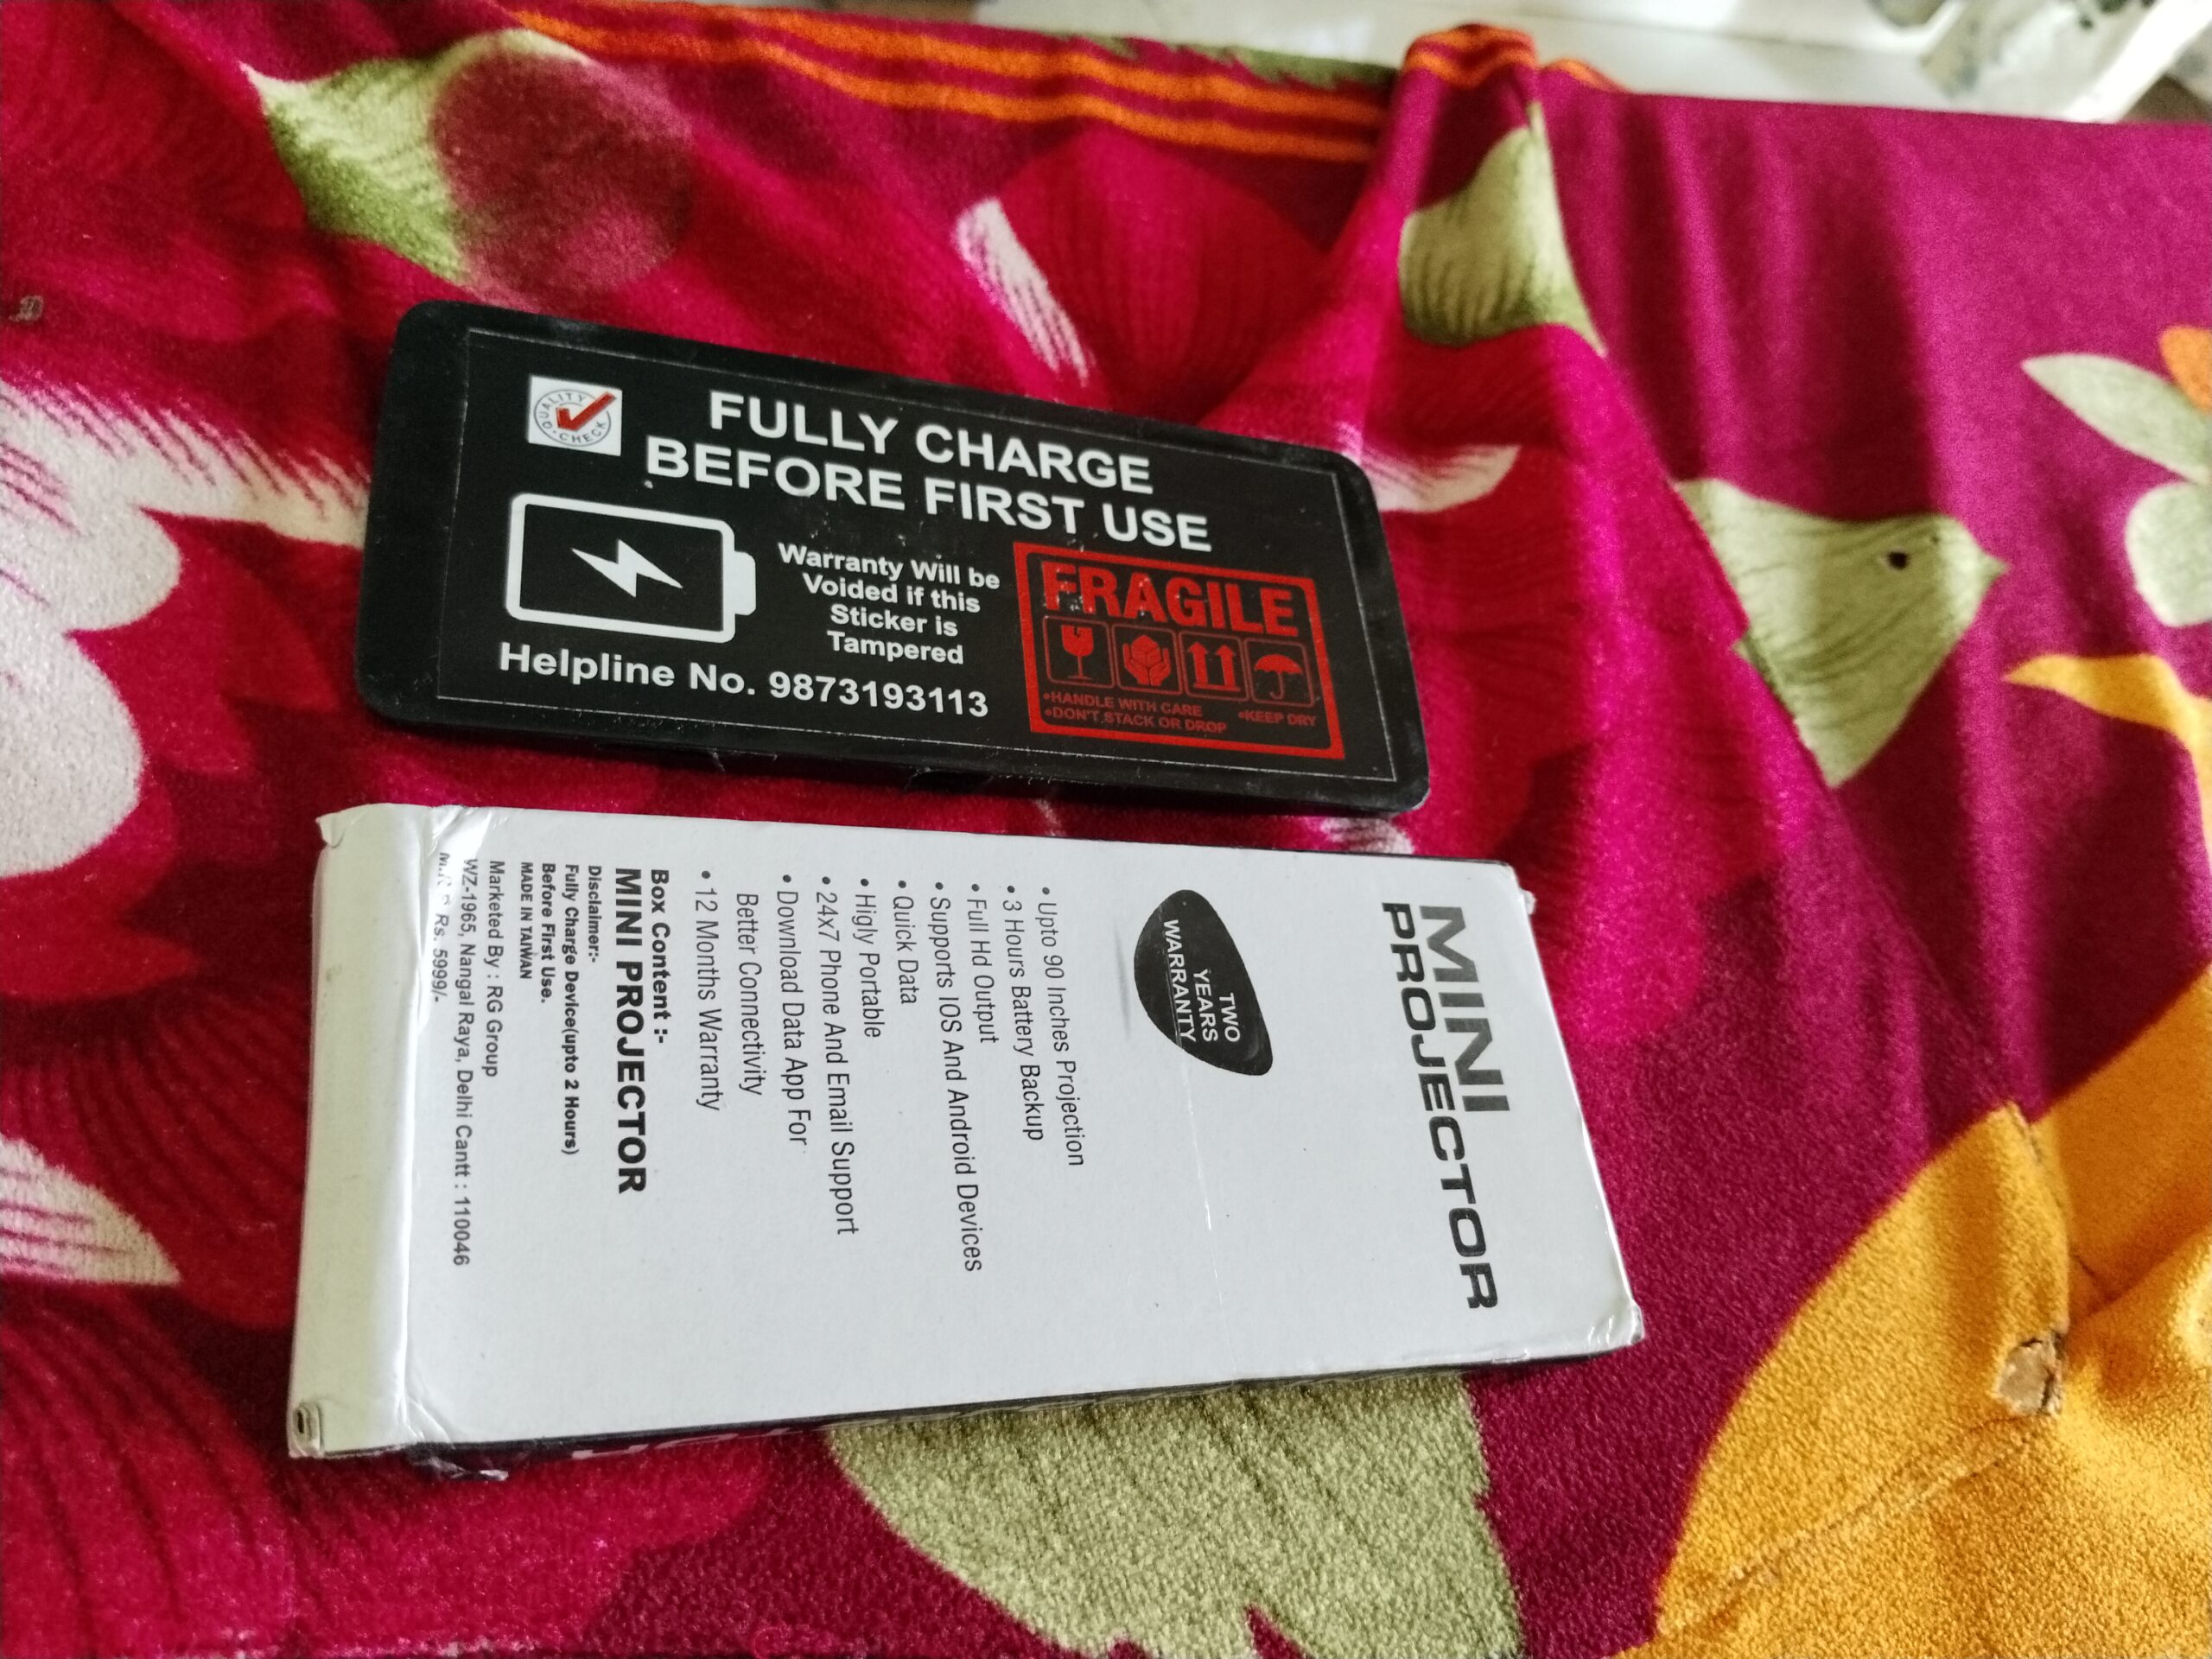 QUALITY CHECK
FULLY CHARGE
BEFORE FIRST USE
Warranty Will be
Voided if this
Sticker is
Tampered
Helpline No. 9873193113
FRAGILE
•HANDLE WITH CARE
•DON'T STACK OR DROP
•KEEP DRY
MINI
PROJECTOR
TWO
YEARS
WARRANTY
• Upto 90 Inches Projection
• 3 Hours Battery Backup
• Full Hd Output
• Supports IOS And Android Devices
• Quick Data
• Higly Portable
• 24x7 Phone And Email Support
• Download Data App For
Better Connectivity
• 12 Months Warranty
Box Content :-
MINI PROJECTOR
Disclaimer:-
Fully Charge Device(upto 2 Hours)
Before First Use.
MADE IN TAIWAN
Marketed By : RG Group
WZ-1965, Nangal Raya, Delhi Cantt : 110046
Rs. 5999/-